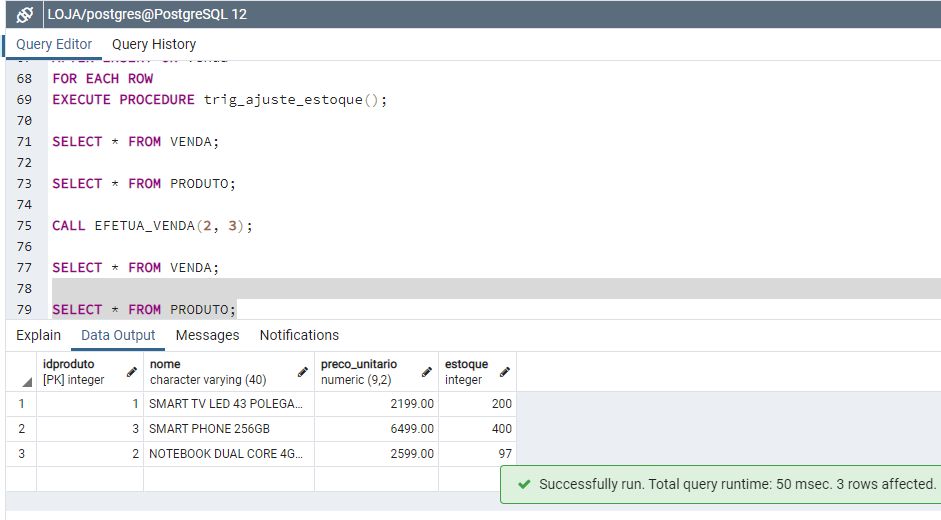 LOJA/postgres@PostgreSQL 12
Query Editor Query History
68 FOR EACH ROW
69 EXECUTE PROCEDURE trig_ajuste_estoque();
70
71 SELECT * FROM VENDA;
72
73 SELECT * FROM PRODUTO;
74
75 CALL EFETUA_VENDA(2, 3);
76
77 SELECT * FROM VENDA;
78
79 SELECT * FROM PRODUTO;
Explain Data Output Messages Notifications
idproduto nome preco_unitario estoque
[PK] integer character varying (40) numeric (9,2) integer
1 1 SMART TV LED 43 POLEGA... 2199.00 200
2 3 SMART PHONE 256GB 6499.00 400
3 2 NOTEBOOK DUAL CORE 4G... 2599.00 97
Successfully run. Total query runtime: 50 msec. 3 rows affected.